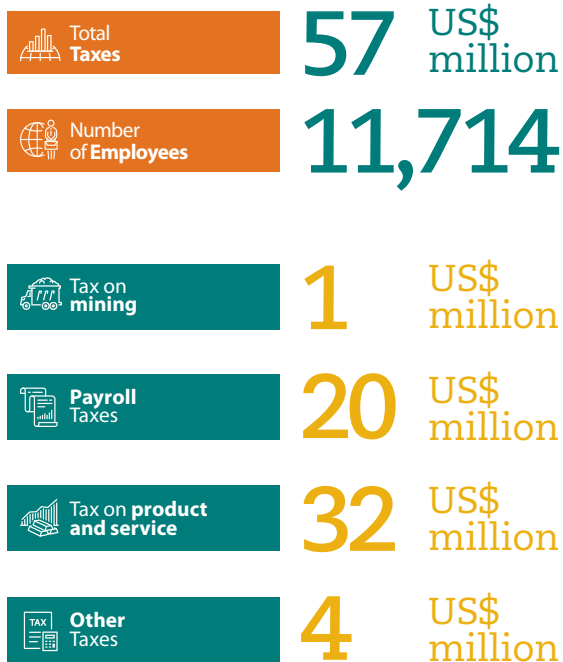 Total
Taxes
57
US$
million
Number
of Employees
11,714
Tax on
mining
1
US$
million
Payroll
Taxes
20
US$
million
Tax on product
and service
32
US$
million
TAX
Other
Taxes
4
US$
million